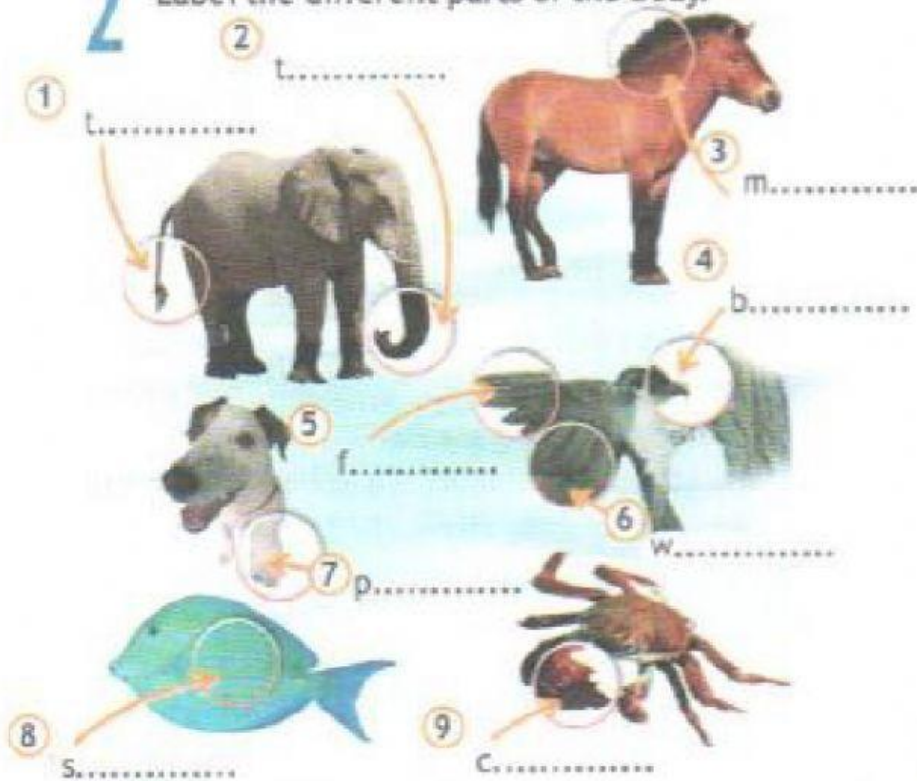 2 Label the different parts of the body.
2
t..............
1
t..............
3
m..............
4
b..............
5
f..............
6
w..............
7 p..............
8
s..............
9
c..............